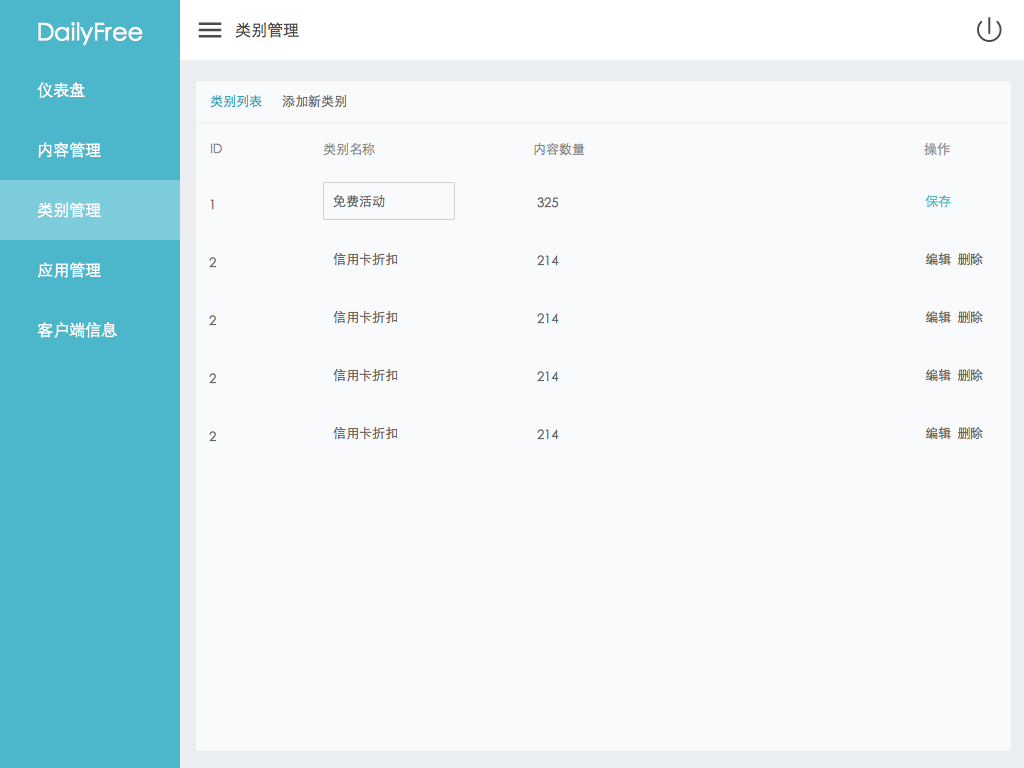 DailyFree
仪表盘
内容管理
类别管理
应用管理
客户端信息
类别管理
类别列表 添加新类别
ID 类别名称 内容数量 操作
1 免费活动 325 保存
2 信用卡折扣 214 编辑 删除
2 信用卡折扣 214 编辑 删除
2 信用卡折扣 214 编辑 删除
2 信用卡折扣 214 编辑 删除